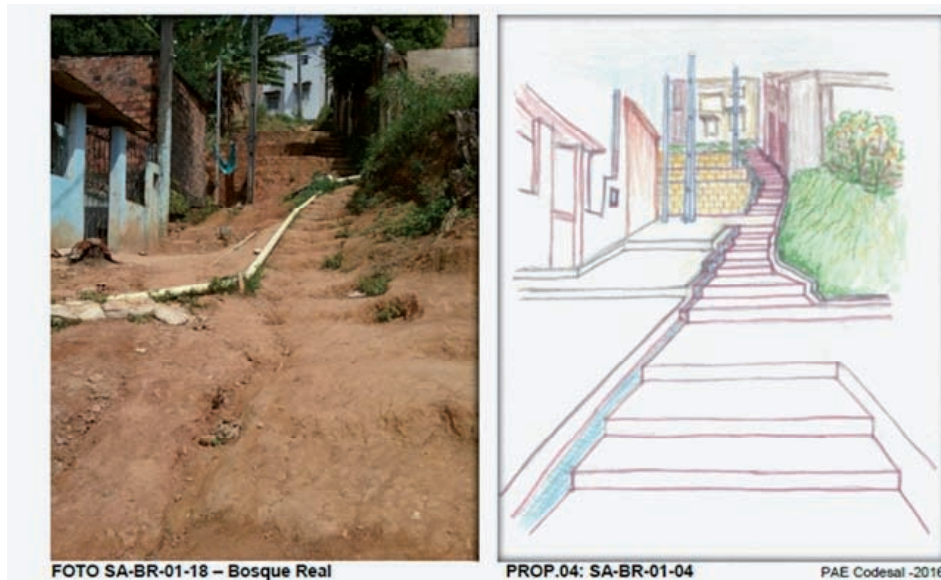 FOTO SA-BR-01-18 – Bosque Real
PROP.04: SA-BR-01-04
PAE Codesal -2016